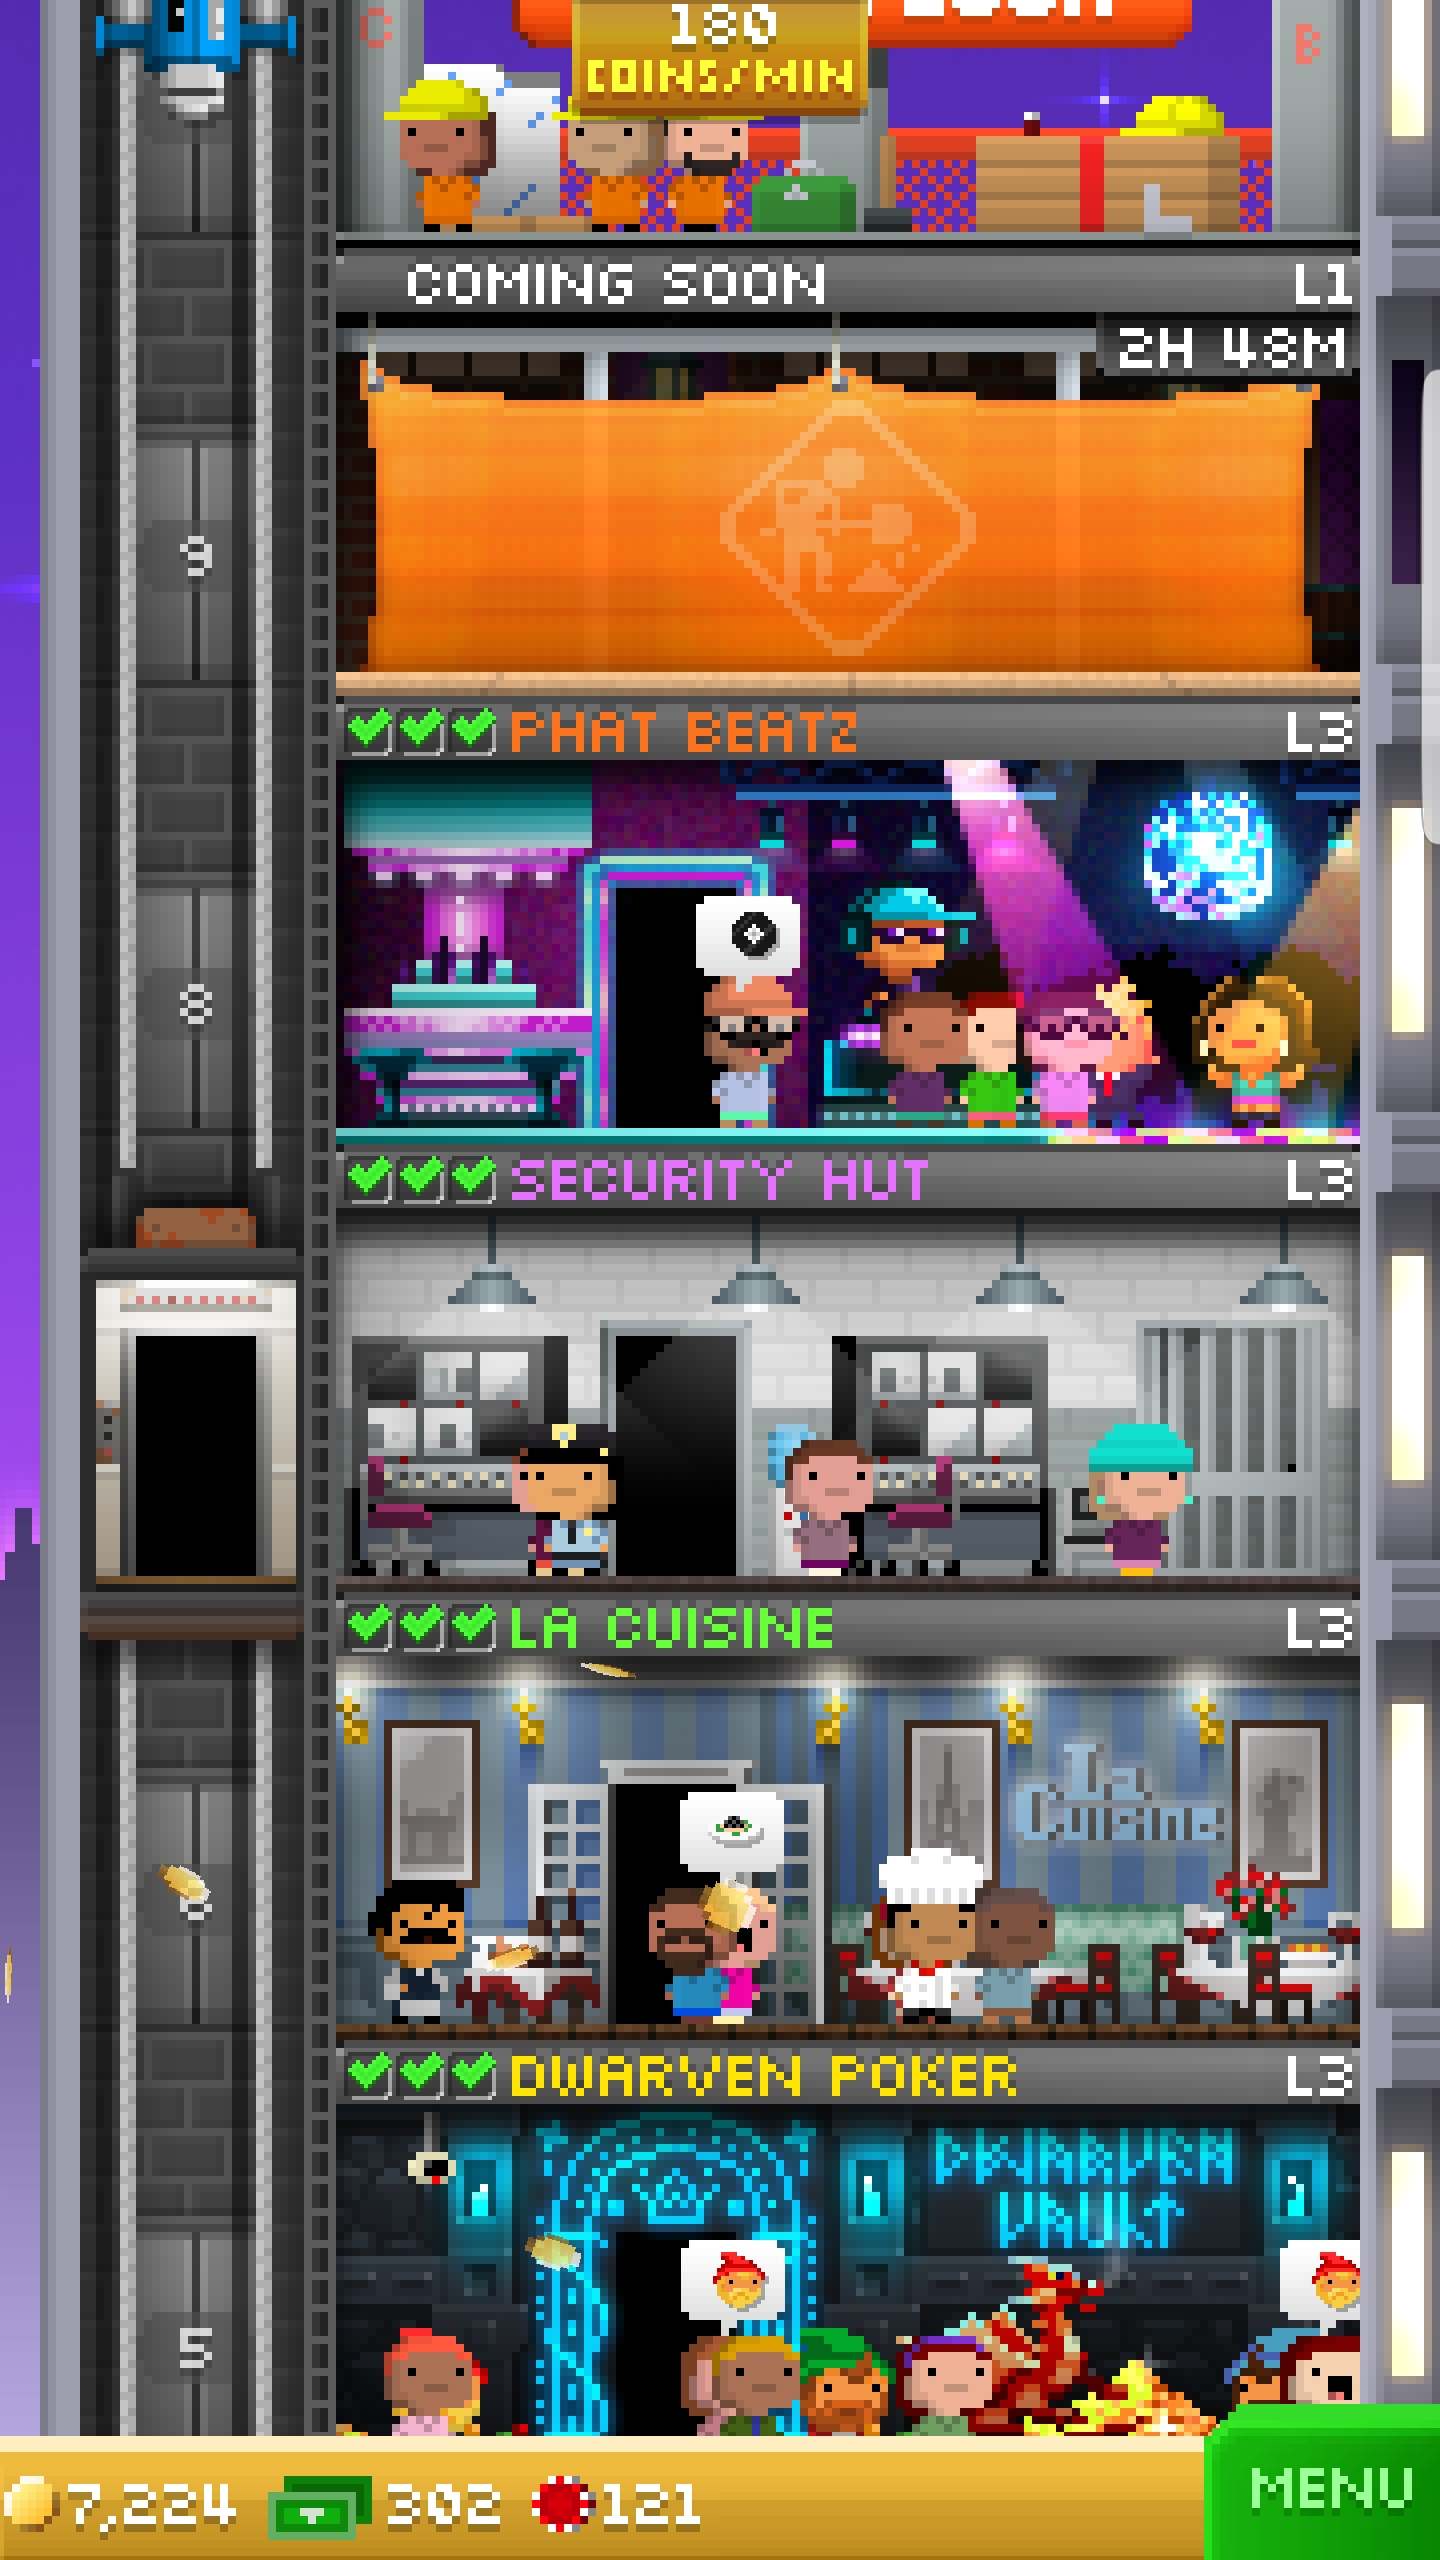 C
B
180
COINS/MIN
COMING SOON L1
2H 48M
9
PHAT BEATZ L3
8
SECURITY HUT L3
LA CUISINE L3
La
Cuisine
6
DWARVEN POKER L3
DWARVEN
VAULT
5
7,224 302 121
MENU